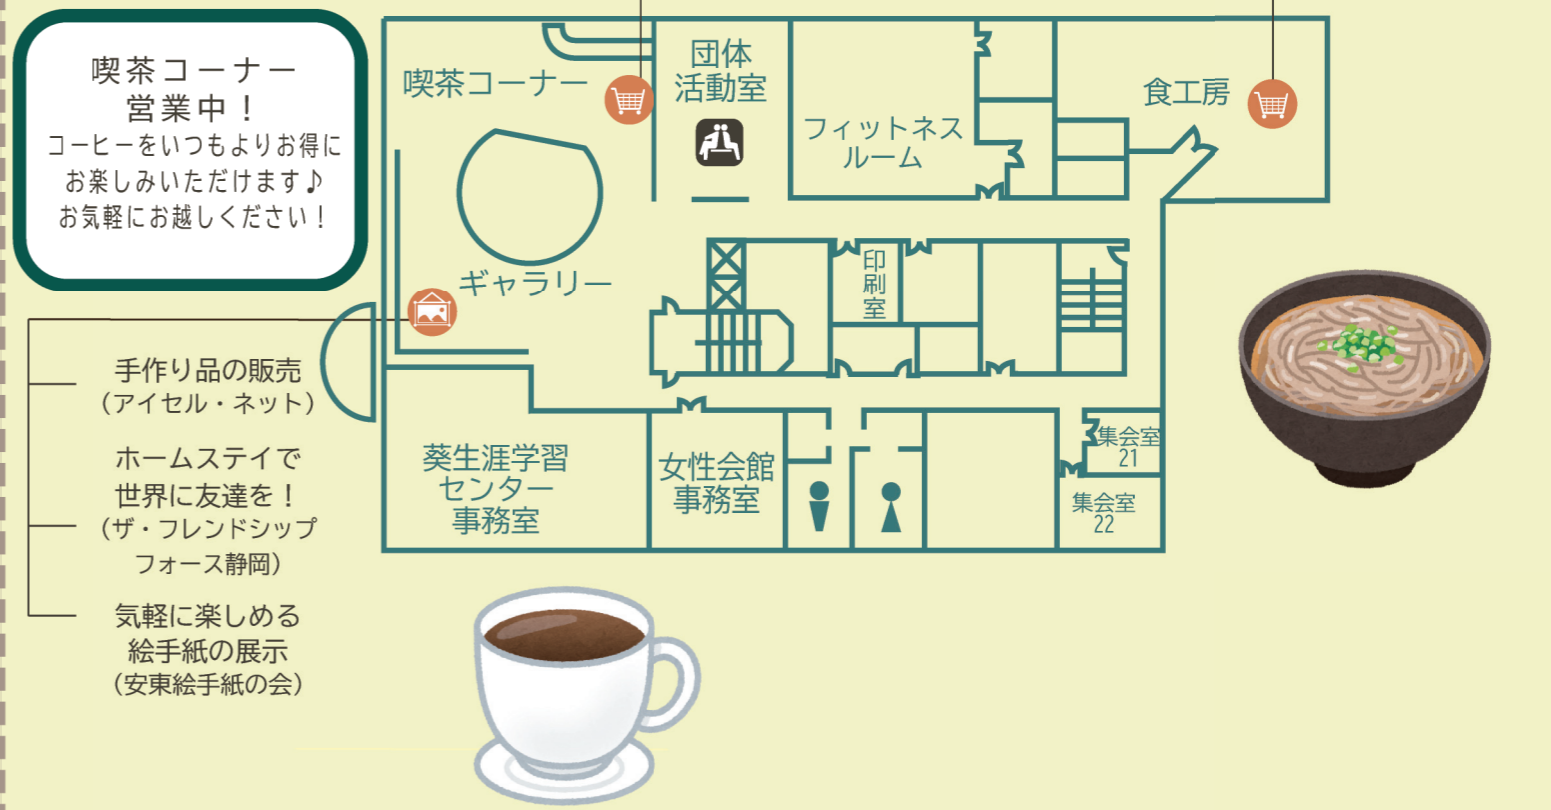 喫茶コーナー
営業中！
コーヒーをいつもよりお得に
お楽しみいただけます♪
お気軽にお越しください！
喫茶コーナー
団体
活動室
フィットネス
ルーム
食工房
ギャラリー
印
刷
室
手作り品の販売
（アイセル・ネット）
ホームステイで
世界に友達を！
（ザ・フレンドシップ
フォース静岡）
気軽に楽しめる
絵手紙の展示
（安東絵手紙の会）
葵生涯学習
センター
事務室
女性会館
事務室
集会室
21
集会室
22